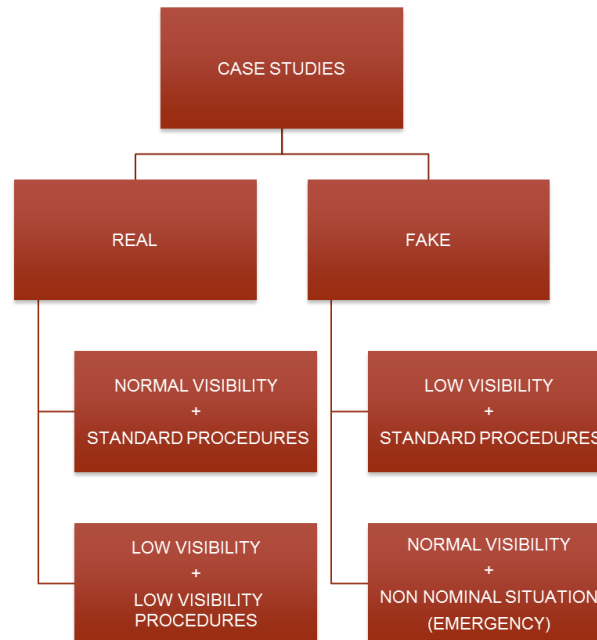 CASE STUDIES
REAL
FAKE
NORMAL VISIBILITY
+
STANDARD PROCEDURES
LOW VISIBILITY
+
STANDARD PROCEDURES
LOW VISIBILITY
+
LOW VISIBILITY
PROCEDURES
NORMAL VISIBILITY
+
NON NOMINAL SITUATION
(EMERGENCY)